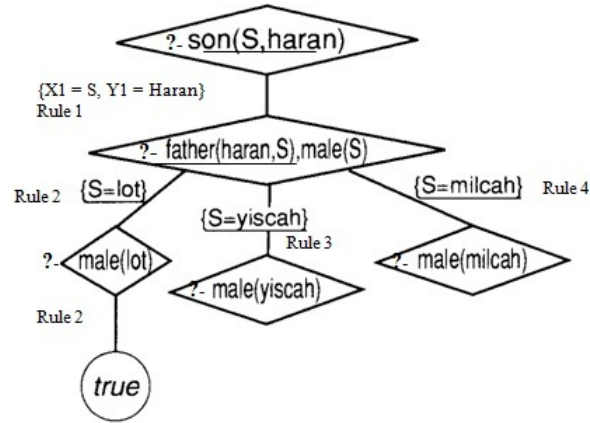 ?- son(S,haran)
{X1 = S, Y1 = Haran}
Rule 1
?- father(haran,S),male(S)
Rule 2
{S=lot}
{S=yiscah}
Rule 3
{S=milcah}
Rule 4
?- male(lot)
?- male(yiscah)
?- male(milcah)
Rule 2
true